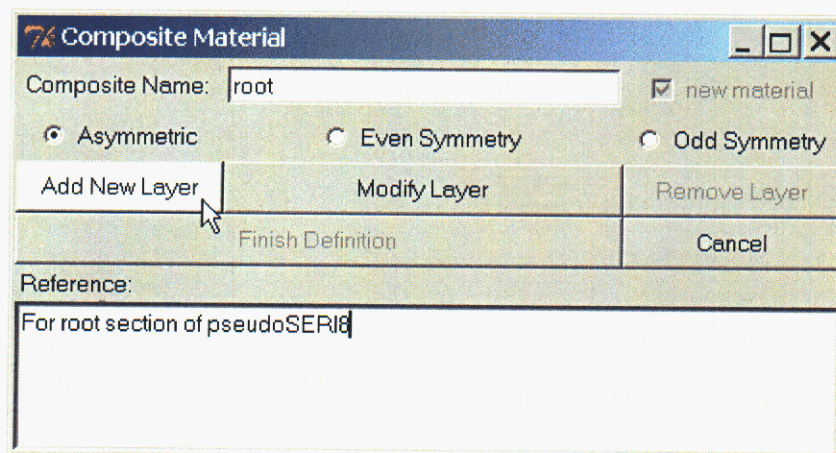 Composite Material
Composite Name: root new material
Asymmetric Even Symmetry Odd Symmetry
Add New Layer Modify Layer Remove Layer
Finish Definition Cancel
Reference:
For root section of pseudoSERI8